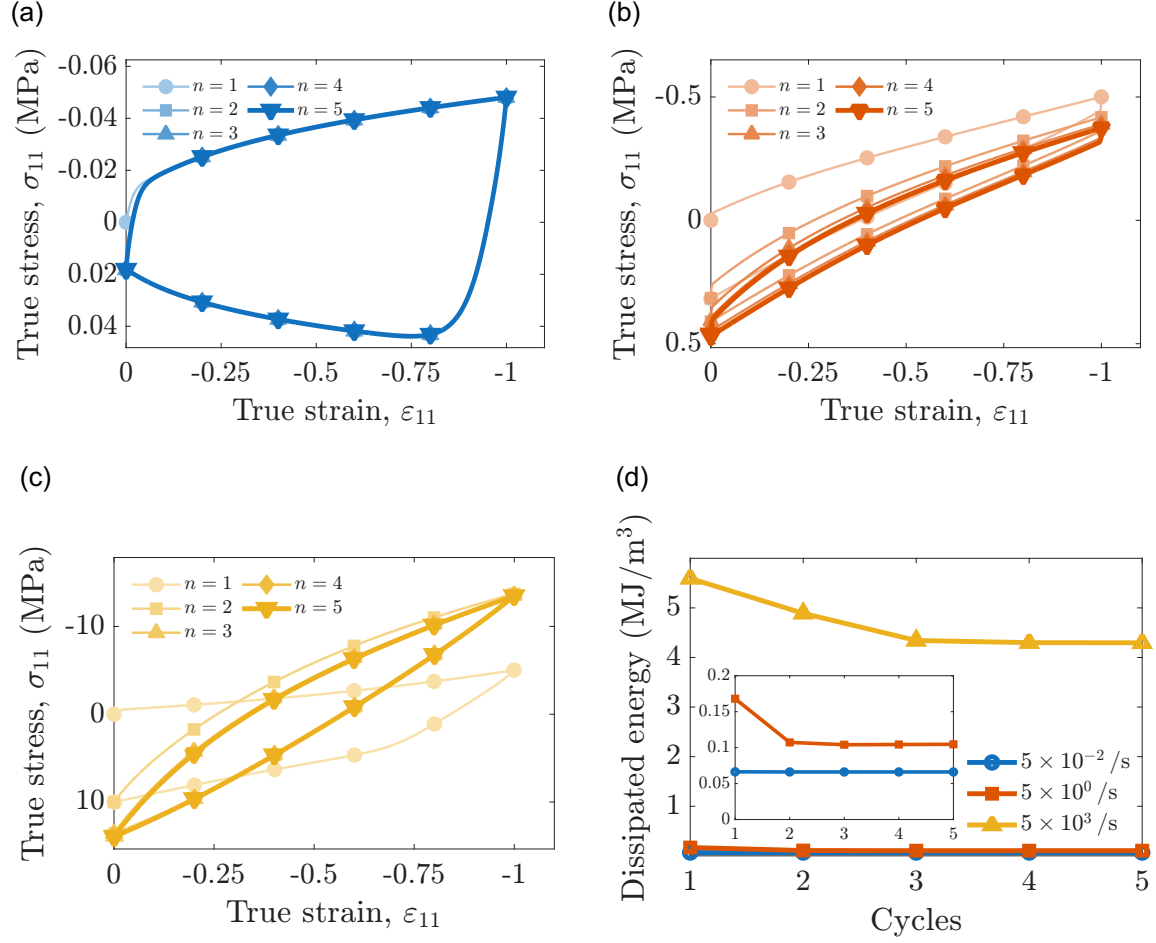 (a)
-0.06
-0.04
-0.02
0
0.02
0.04
True stress, σ₁₁ (MPa)
n = 1
n = 2
n = 3
n = 4
n = 5
0 -0.25 -0.5 -0.75 -1
True strain, ε₁₁
(b)
-0.5
0
0.5
True stress, σ₁₁ (MPa)
n = 1
n = 2
n = 3
n = 4
n = 5
0 -0.25 -0.5 -0.75 -1
True strain, ε₁₁
(c)
-10
0
10
True stress, σ₁₁ (MPa)
n = 1
n = 2
n = 3
n = 4
n = 5
0 -0.25 -0.5 -0.75 -1
True strain, ε₁₁
(d)
5
4
3
2
1
Dissipated energy (MJ/m³)
0.2
0.15
0.1
0.05
0
1 2 3 4 5
5 × 10⁻² /s
5 × 10⁰ /s
5 × 10³ /s
1 2 3 4 5
Cycles